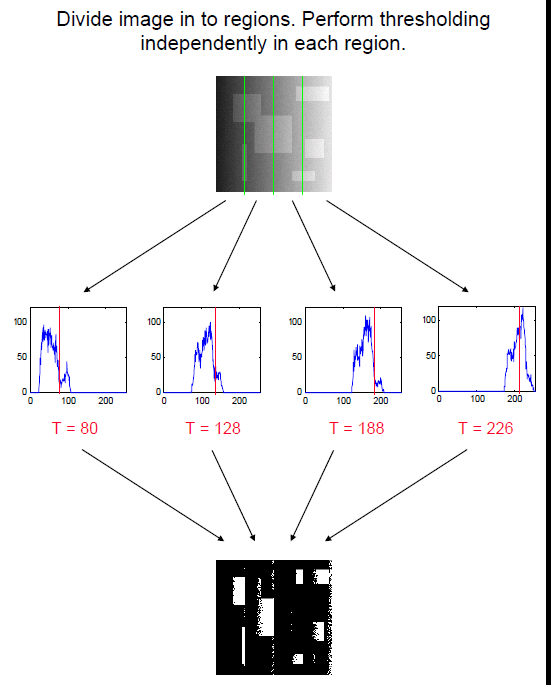 Divide image in to regions. Perform thresholding
independently in each region.
100
50
0
0 100 200
100
50
0
0 100 200
100
50
0
0 100 200
100
50
0
0 100 200
T = 80
T = 128
T = 188
T = 226